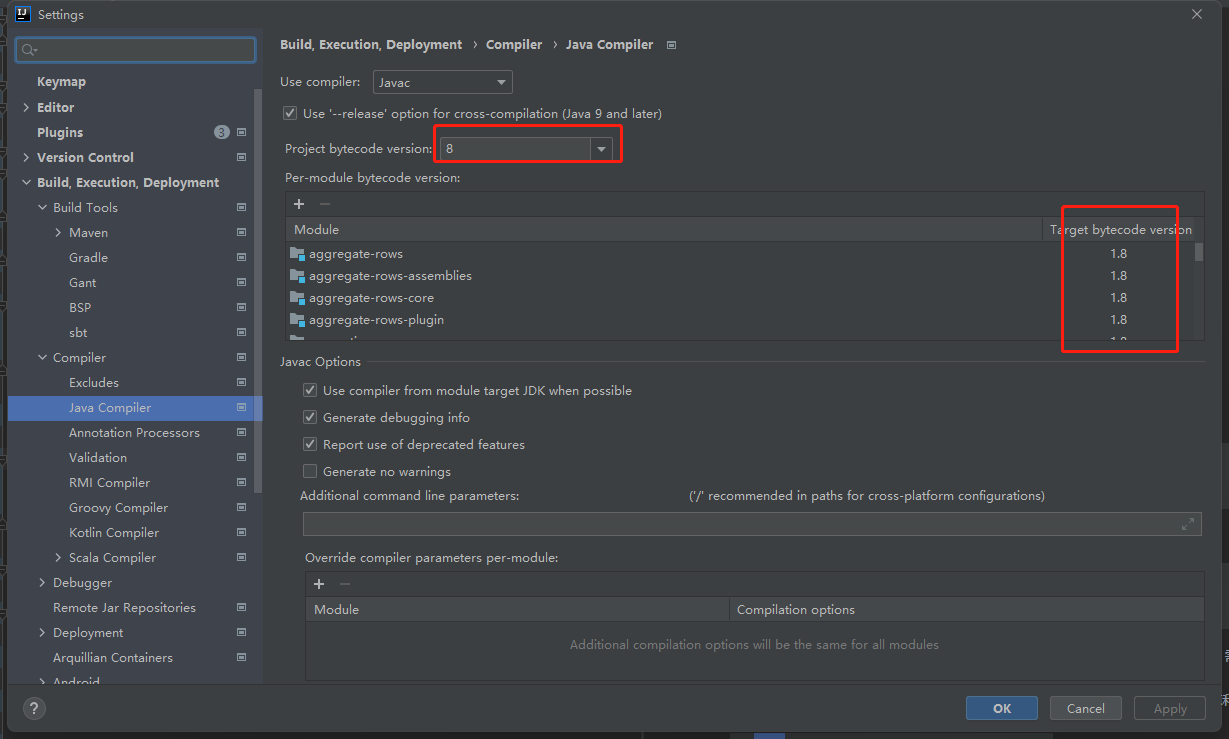 Settings
Build, Execution, Deployment › Compiler › Java Compiler
Keymap
Editor
Plugins 3
Version Control
Build, Execution, Deployment
Build Tools
Maven
Gradle
Gant
BSP
sbt
Compiler
Excludes
Java Compiler
Annotation Processors
Validation
RMI Compiler
Groovy Compiler
Kotlin Compiler
Scala Compiler
Debugger
Remote Jar Repositories
Deployment
Arquillian Containers
Android
Use compiler: Javac
Use '--release' option for cross-compilation (Java 9 and later)
Project bytecode version: 8
Per-module bytecode version:
+ −
Module Target bytecode version
aggregate-rows 1.8
aggregate-rows-assemblies 1.8
aggregate-rows-core 1.8
aggregate-rows-plugin 1.8
1.8
Javac Options
Use compiler from module target JDK when possible
Generate debugging info
Report use of deprecated features
Generate no warnings
Additional command line parameters: ('/' recommended in paths for cross-platform configurations)
Override compiler parameters per-module:
+ −
Module Compilation options
Additional compilation options will be the same for all modules
? OK Cancel Apply